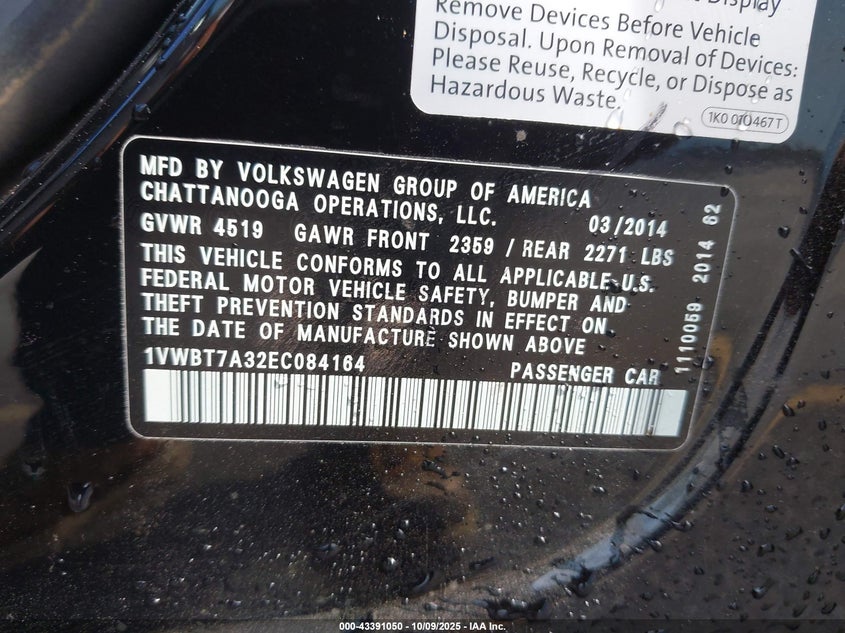 Display
Remove Devices Before Vehicle
Disposal. Upon Removal of Devices:
Please Reuse, Recycle, or Dispose as
Hazardous Waste.
1K0 010 467 T
MFD BY VOLKSWAGEN GROUP OF AMERICA
CHATTANOOGA OPERATIONS, LLC. 03/2014
GVWR 4519 GAWR FRONT 2359 / REAR 2271 LBS
THIS VEHICLE CONFORMS TO ALL APPLICABLE U.S.
FEDERAL MOTOR VEHICLE SAFETY, BUMPER AND
THEFT PREVENTION STANDARDS IN EFFECT ON
THE DATE OF MANUFACTURE SHOWN ABOVE
1VWBT7A32EC084164 PASSENGER CAR
1110059 2014 62
000-43391050 - 10/09/2025 - IAA Inc.